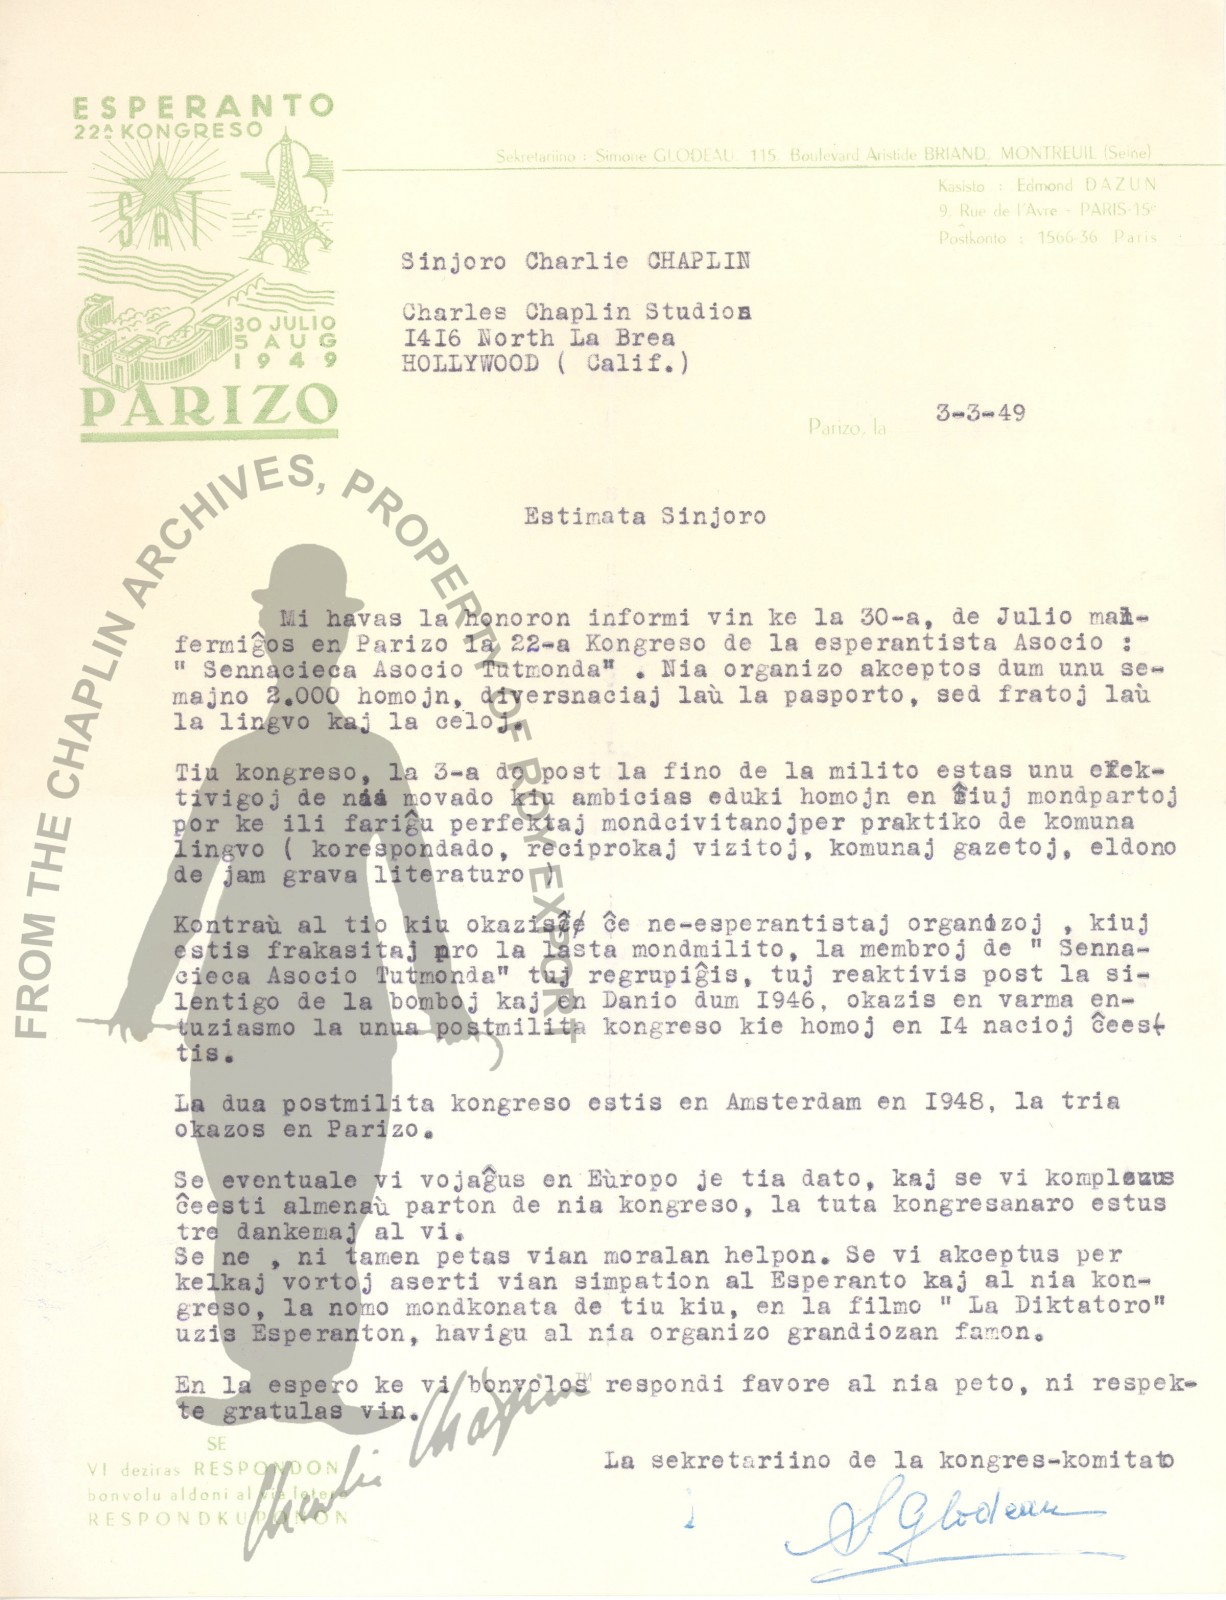 ESPERANTO
22ª KONGRESO
SAT
30 JULIO
5 AUG
1949
PARIZO
Sekretariino : Simone GLODEAU, 115, Boulevard Aristide BRIAND, MONTREUIL (Seine)
Kasisto : Edmond DAZUN
9, Rue de l'Avre - PARIS-15e
Postkonto : 1566-36 Paris
Sinjoro Charlie CHAPLIN
Charles Chaplin Studios
I4I6 North La Brea
HOLLYWOOD ( Calif.)
Parizo, la 3-3-49
FROM THE CHAPLIN ARCHIVES, PROPERTY OF ROY EXPORT
Estimata Sinjoro
Mi havas la honoron informi vin ke la 30-a, de Julio mal-
fermiĝos en Parizo la 22-a Kongreso de la esperantista Asocio :
" Sennacieca Asocio Tutmonda" . Nia organizo akceptos dum unu se-
majno 2.000 homojn, diversnaciaj laù la pasporto, sed fratoj laù
la lingvo kaj la celoj.
Tiu kongreso, la 3-a de post la fino de la milito estas unu efek-
tivigoj de nia movado kiu ambicias eduki homojn en ĉiuj mondpartoj
por ke ili fariĝu perfektaj mondcivitanojper praktiko de komuna
lingvo ( korespondado, reciprokaj vizitoj, komunaj gazetoj, eldono
de jam grava literaturo )
Kontraù al tio kiu okazis ĉe ne-esperantistaj organizoj , kiuj
estis frakasitaj pro la lasta mondmilito, la membroj de " Senna-
cieca Asocio Tutmonda" tuj regrupiĝis, tuj reaktivis post la si-
lentigo de la bomboj kaj en Danio dum I946, okazis en varma en-
tuziasmo la unua postmilita kongreso kie homoj en I4 nacioj ĉees-
tis.
La dua postmilita kongreso estis en Amsterdam en I948, la tria
okazos en Parizo.
Se eventuale vi vojaĝus en Eùropo je tia dato, kaj se vi komplezus
ĉeesti almenaù parton de nia kongreso, la tuta kongresanaro estus
tre dankemaj al vi.
Se ne , ni tamen petas vian moralan helpon. Se vi akceptus per
kelkaj vortoj aserti vian simpation al Esperanto kaj al nia kon-
greso, la nomo mondkonata de tiu kiu, en la filmo " La Diktatoro"
uzis Esperanton, havigu al nia organizo grandiozan famon.
En la espero ke vi bonvolos respondi favore al nia peto, ni respek-
te gratulas vin.
Charlie Chaplin
TM
SE
VI deziras RESPONDON
bonvolu aldoni al via letero
RESPONDKUPONON
La sekretariino de la kongres-komitato
S Glodeau